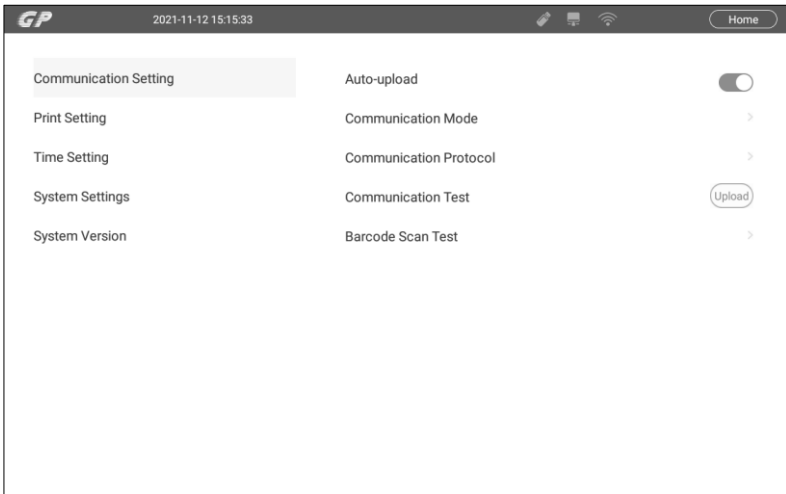 GP 2021-11-12 15:15:33 Home
Communication Setting
Print Setting
Time Setting
System Settings
System Version
Auto-upload
Communication Mode
Communication Protocol
Communication Test Upload
Barcode Scan Test